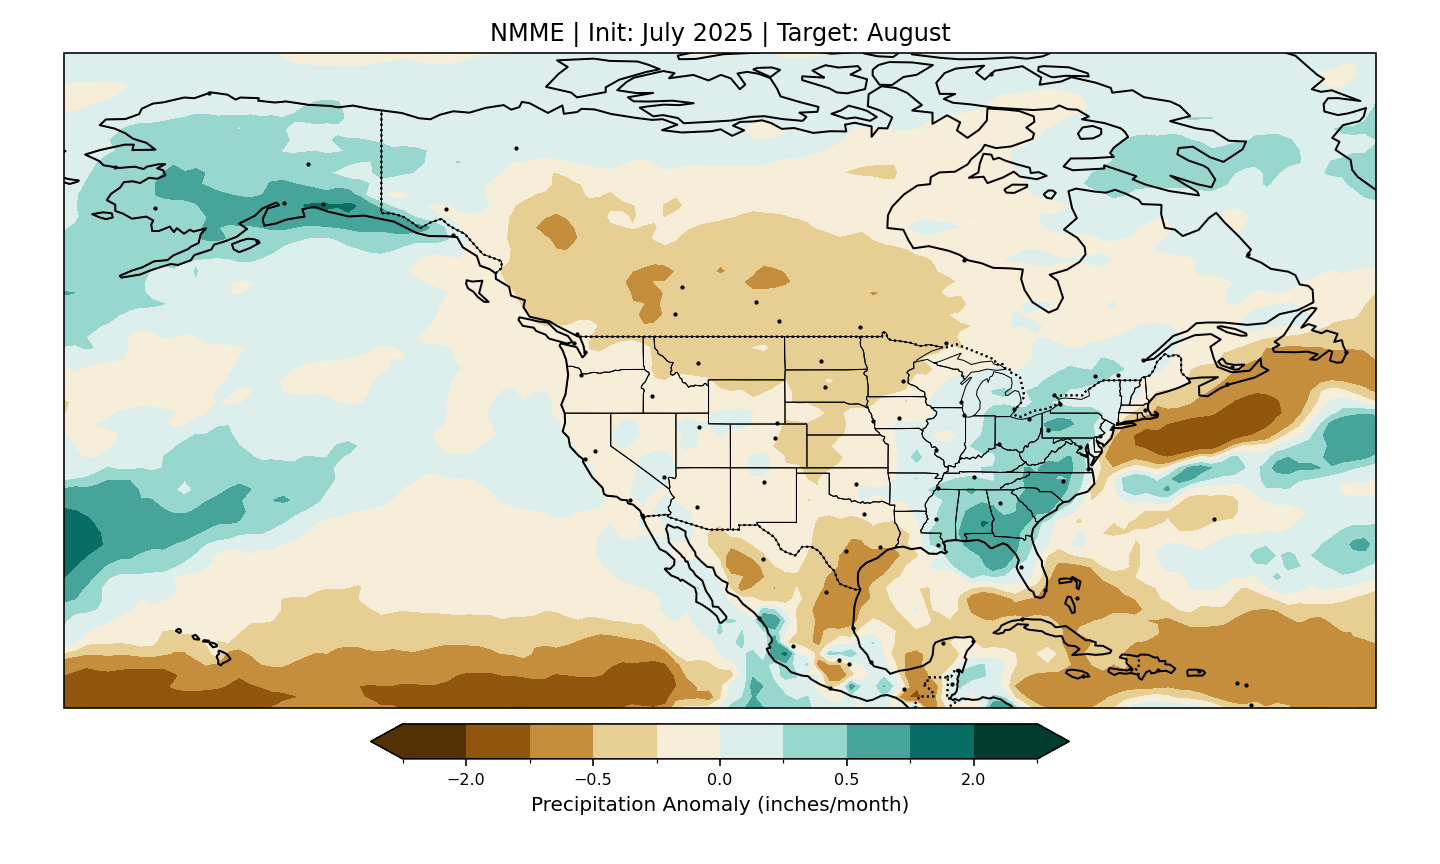 NMME | Init: July 2025 | Target: August
−2.0 −0.5 0.0 0.5 2.0
Precipitation Anomaly (inches/month)